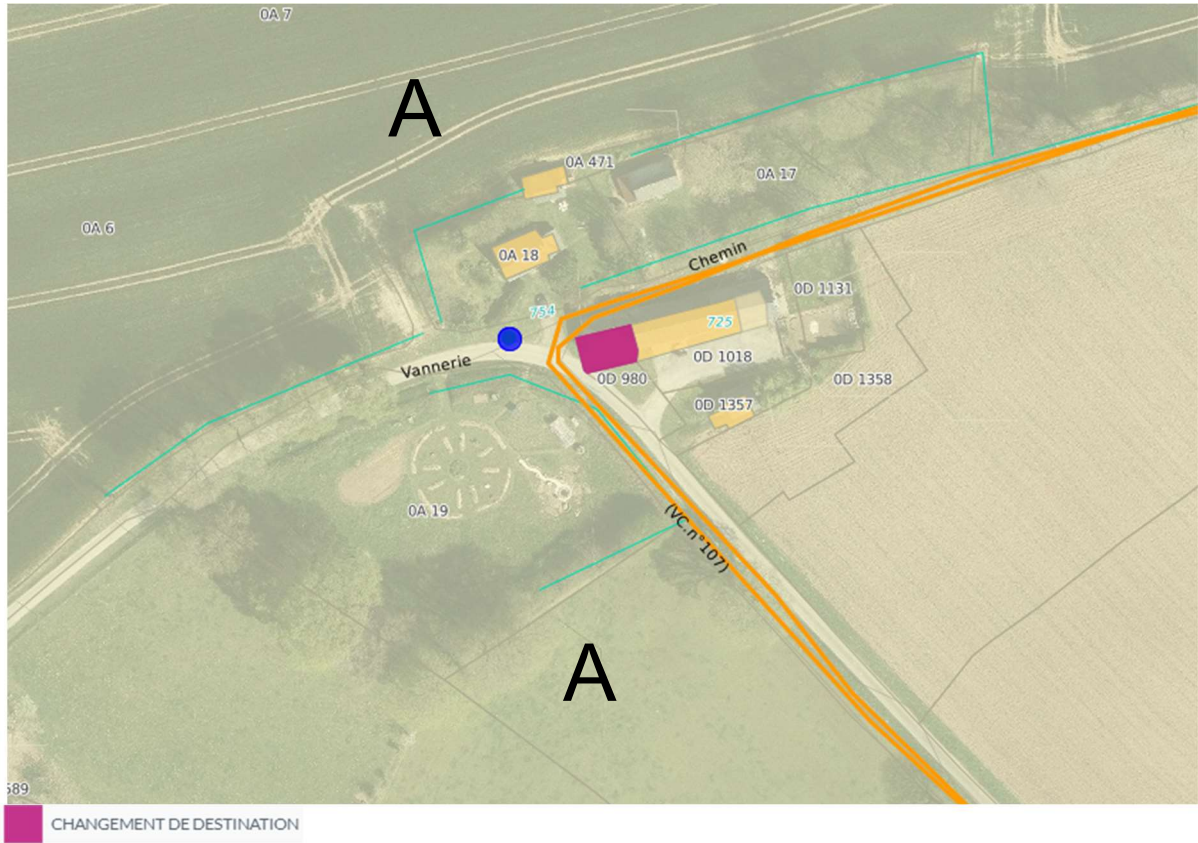 0A 7
A
0A 471
0A 17
0A 6
0A 18
Chemin
0D 1131
754
725
Vannerie
0D 1018
0D 980
0D 1358
0D 1357
0A 19
(VC.n°107)
A
589
CHANGEMENT DE DESTINATION